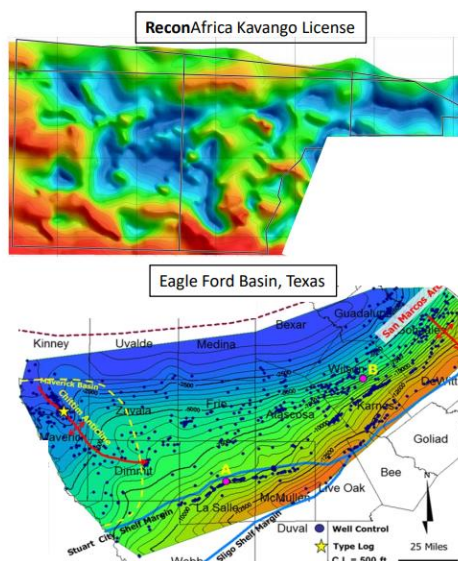 ReconAfrica Kavango License
Eagle Ford Basin, Texas
Kinney
Uvalde
Medina
Bexar
Guadalupe
San Marcos
Gonzales
Wilson
B
DeWitt
Maverick Basin
Chittim Anticline
Zavala
Frio
Atascosa
Karnes
Maverick
Dimmit
Goliad
Bee
A
La Salle
McMullen
Live Oak
N
Stuart City Shelf Margin
Sligo Shelf Margin
Duval
Webb
Well Control
Type Log
25 Miles
C.I. = 500 ft